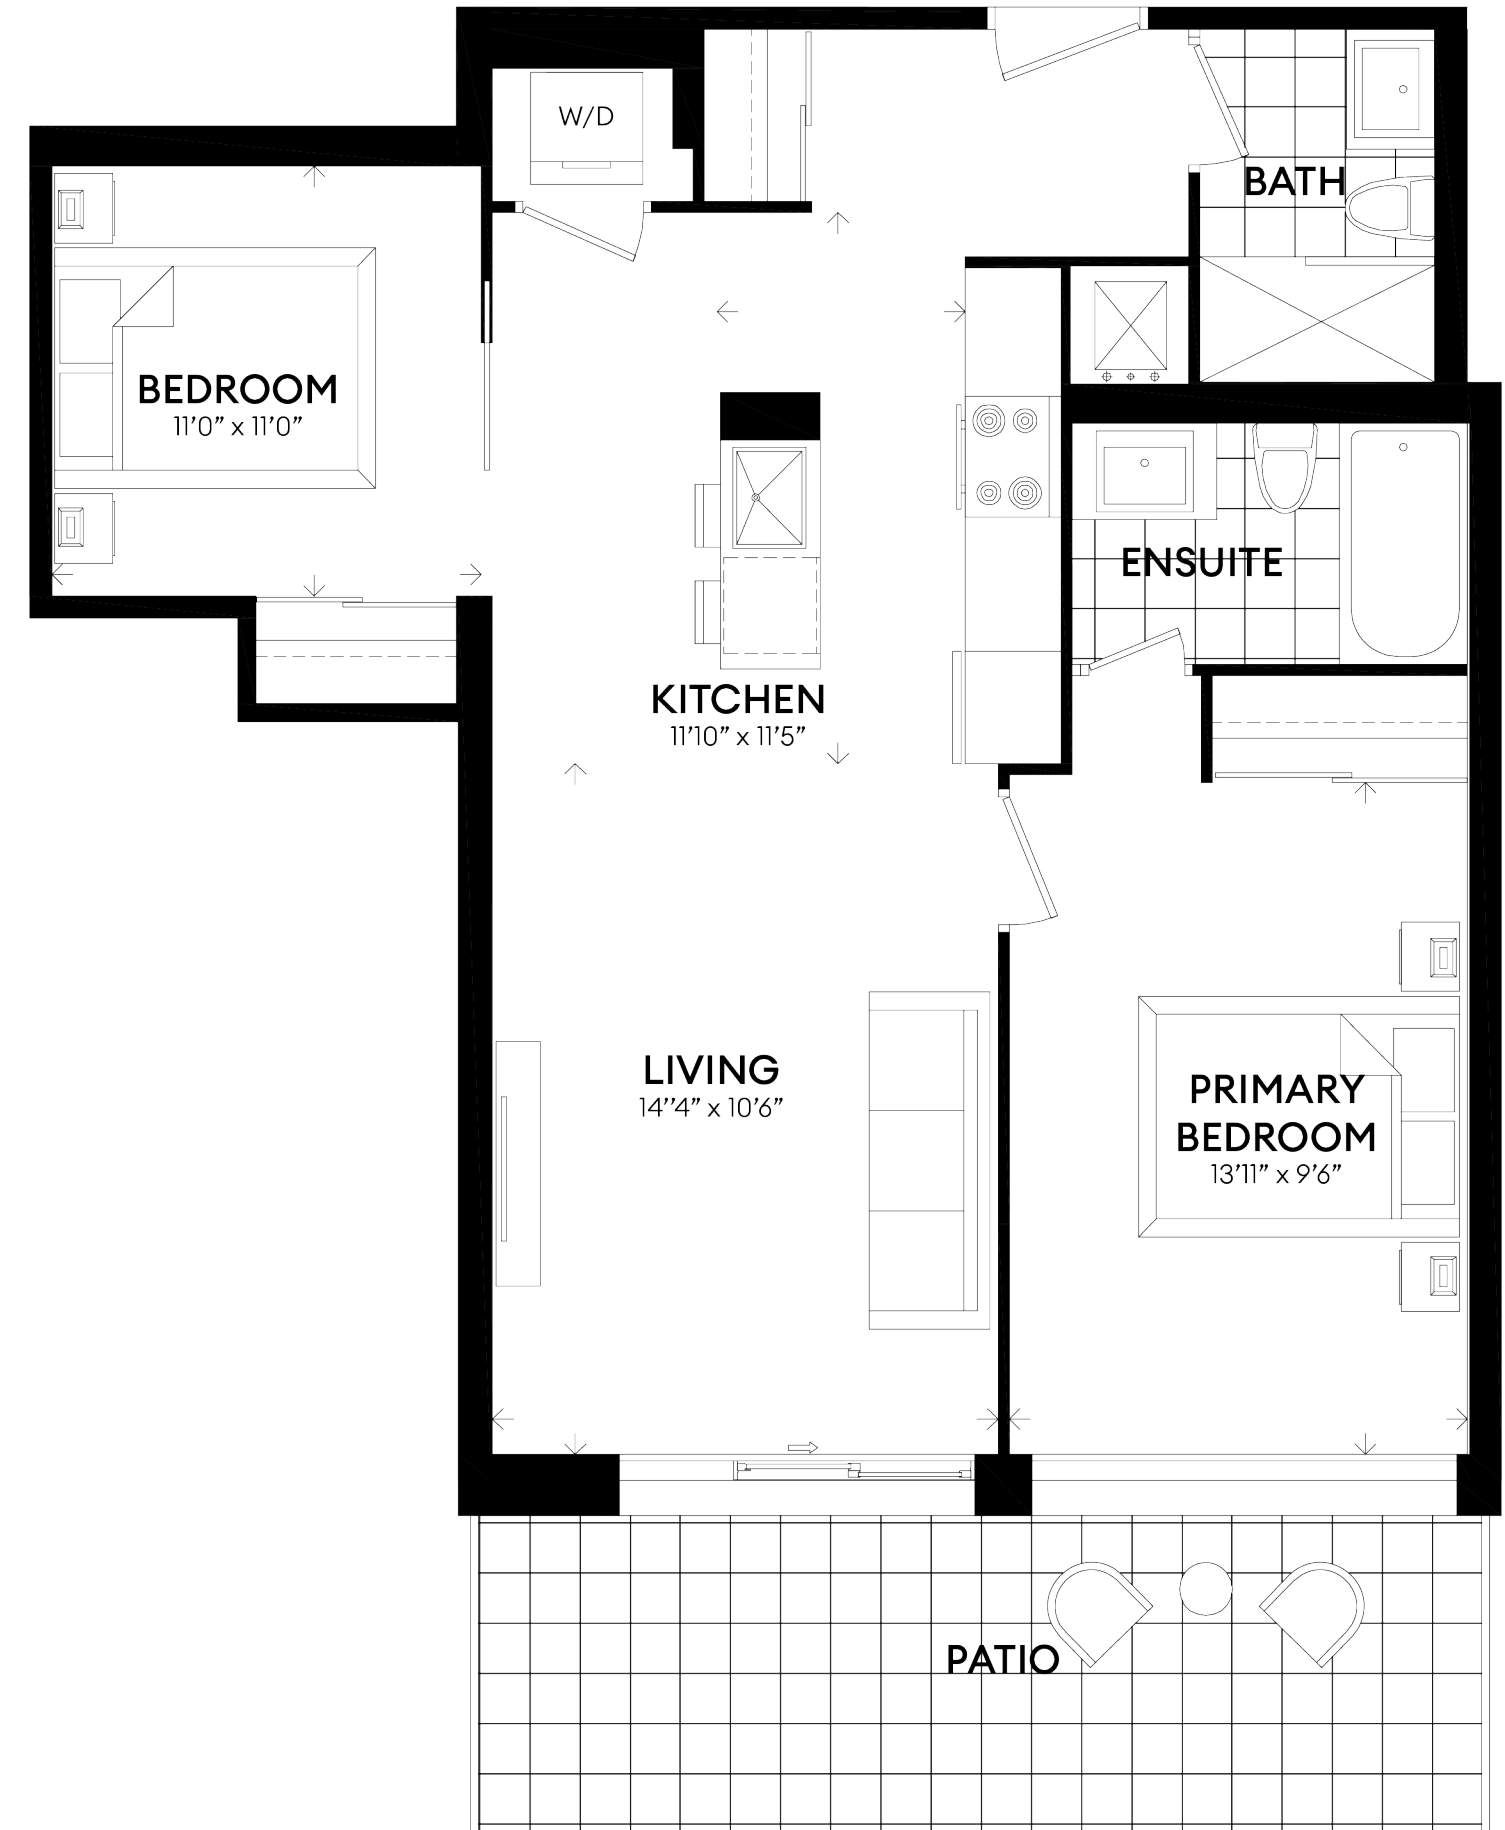 W/D
BATH
BEDROOM
11’0” x 11’0”
ENSUITE
KITCHEN
11’10” x 11’5”
LIVING
14’’4” x 10’6”
PRIMARY
BEDROOM
13’11” x 9’6”
PATIO